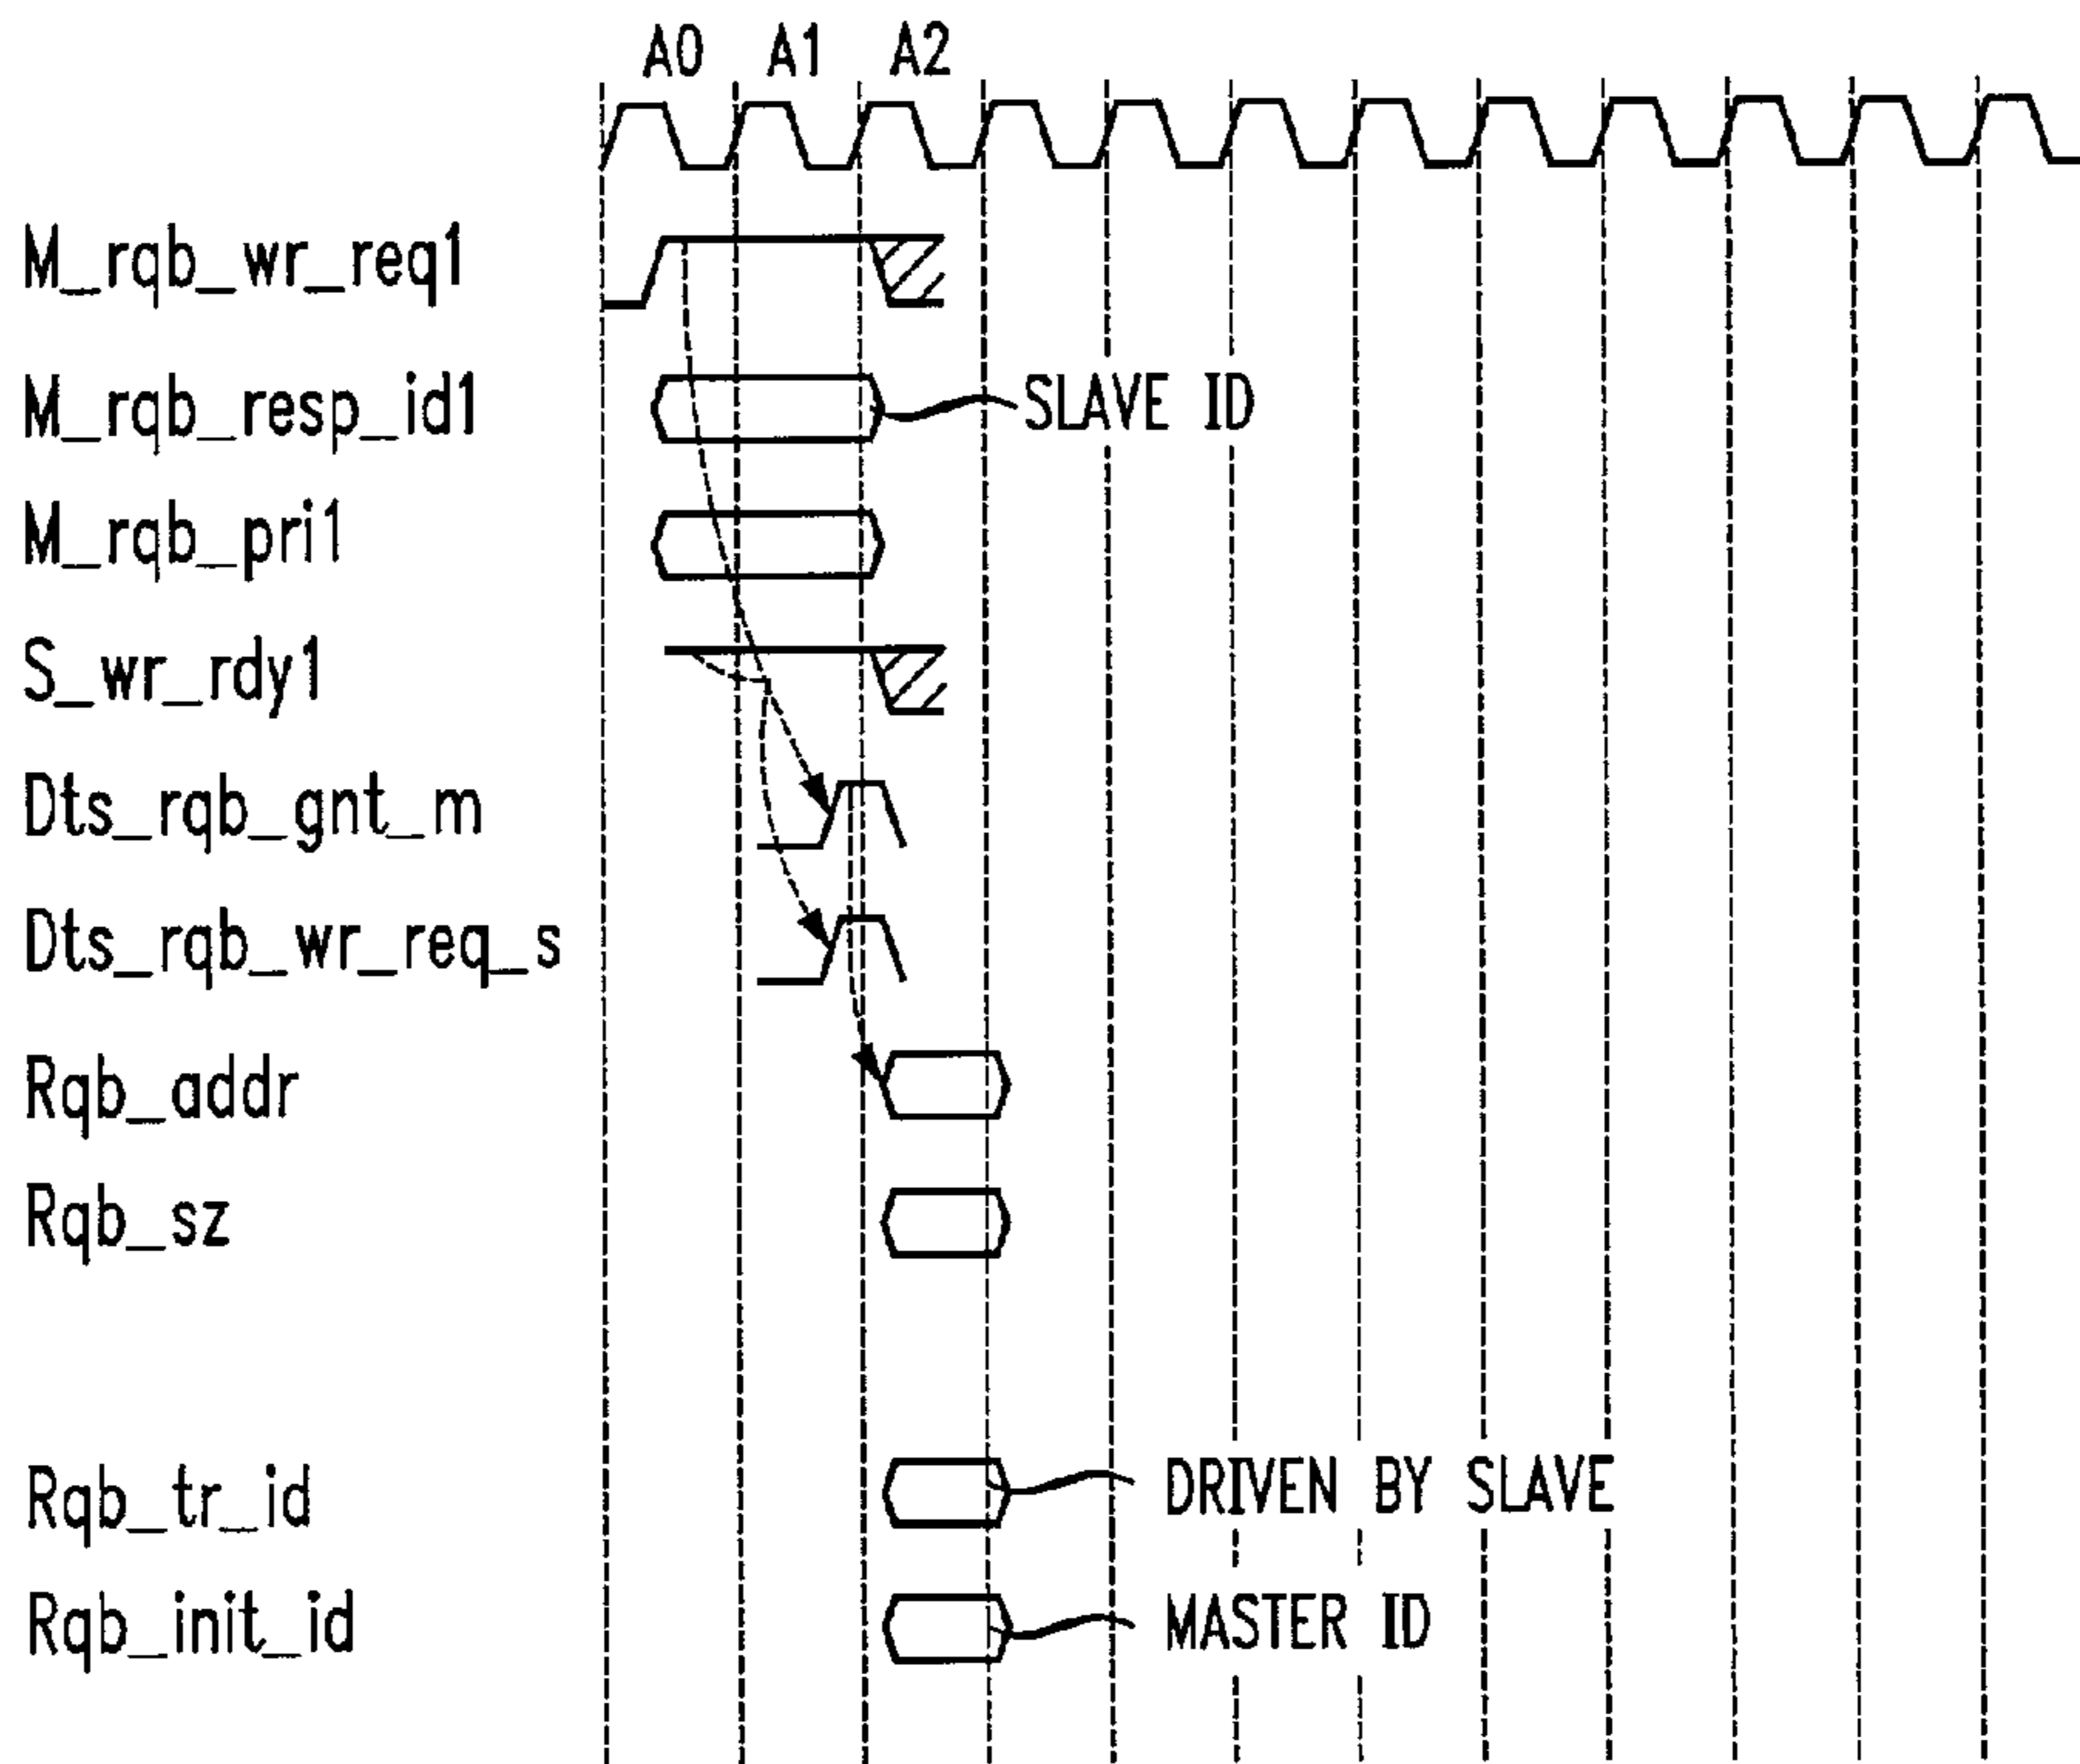 A0 A1 A2
M_rqb_wr_req1
M_rqb_resp_id1 SLAVE ID
M_rqb_pri1
S_wr_rdy1
Dts_rqb_gnt_m
Dts_rqb_wr_req_s
Rqb_addr
Rqb_sz
Rqb_tr_id DRIVEN BY SLAVE
Rqb_init_id MASTER ID